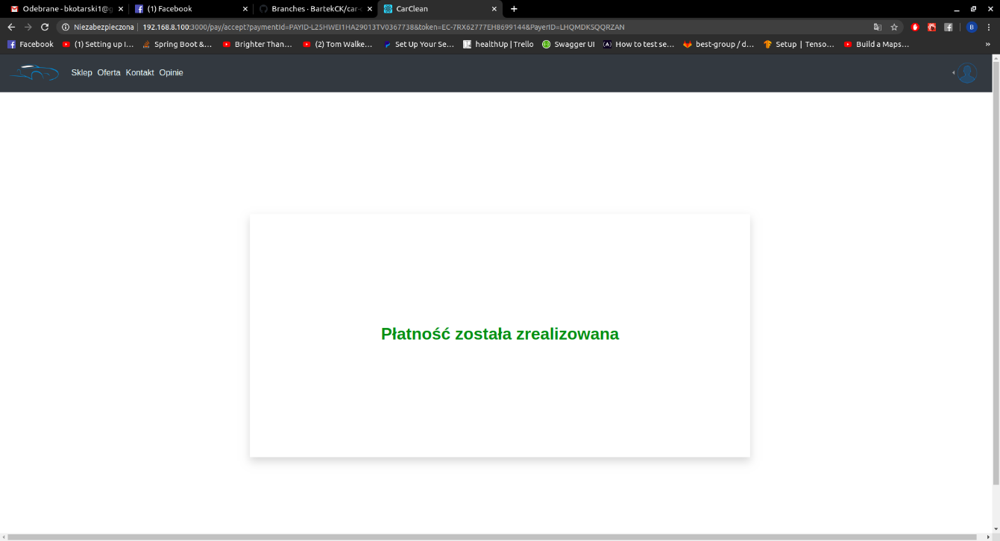 Odebrane - bkotarski1@g
(1) Facebook
Branches · BartekCK/car-c
CarClean
Niezabezpieczona
192.168.8.100:3000/pay/accept?paymentId=PAYID-L25HWEI1HA29013TV0367738&token=EC-7RX62777EH8699144&PayerID=LHQMDKSQQRZAN
B
Facebook
(1) Setting up I…
Spring Boot &…
Brighter Than…
(2) Tom Walke…
Set Up Your Se…
healthUp | Trello
Swagger UI
How to test se…
best-group / d…
Setup | Tenso…
Build a Maps…
»
Sklep Oferta Kontakt Opinie
Płatność została zrealizowana